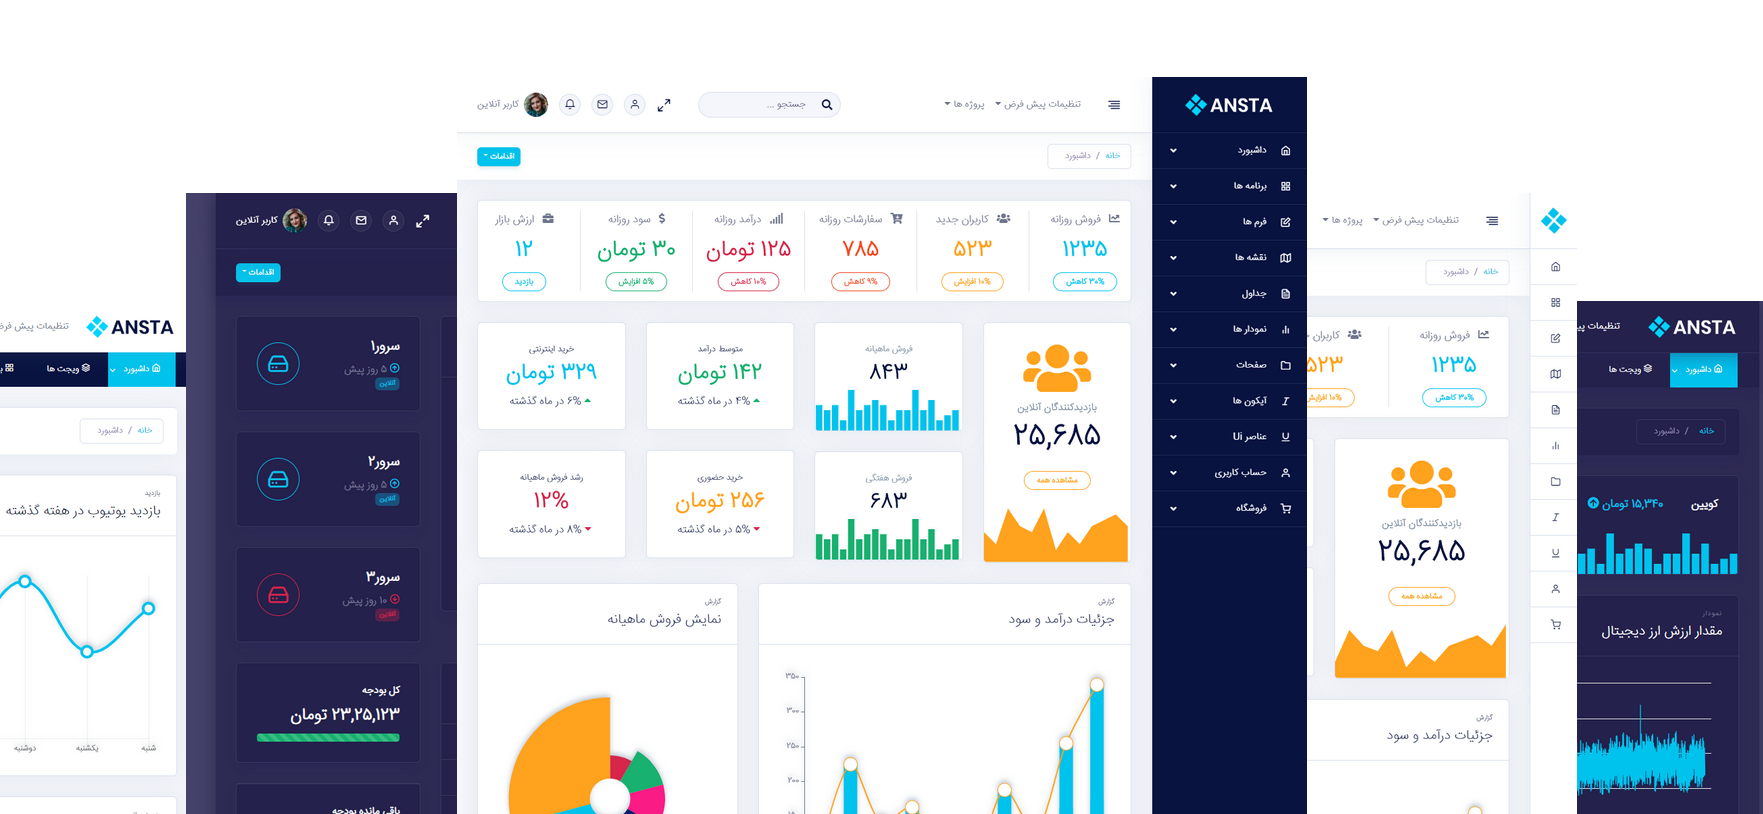 ANSTA
داشبورد
برنامه ها
فرم ها
نقشه ها
جداول
نمودار ها
صفحات
آیکون ها
عناصر Ui
حساب کاربری
فروشگاه
تنظیمات پیش فرض پروژه ها
جستجو ...
کاربر آنلاین
خانه / داشبورد
اقدامات
فروش روزانه
۱۲۳۵
۳۰% کاهش
کاربران جدید
۵۲۳
۱۰% افزایش
سفارشات روزانه
۷۸۵
۹% کاهش
درآمد روزانه
۱۲۵ تومان
۱۰% کاهش
سود روزانه
۳۰ تومان
۵% افزایش
ارزش بازار
۱۲
بازدید
بازدیدکنندگان آنلاین
۲۵,۶۸۵
مشاهده همه
فروش ماهیانه
۸۴۳
متوسط درآمد
۱۴۲ تومان
۴% در ماه گذشته
خرید اینترنتی
۳۲۹ تومان
۶% در ماه گذشته
فروش هفتگی
۶۸۳
خرید حضوری
۲۵۶ تومان
۵% در ماه گذشته
رشد فروش ماهیانه
۱۲%
۸% در ماه گذشته
گزارش
جزئیات درآمد و سود
۳۵۰
۳۰۰
۲۵۰
۲۰۰
گزارش
نمایش فروش ماهیانه
تنظیمات پیش فرض پروژه ها
خانه / داشبورد
فروش روزانه
۱۲۳۵
۳۰% کاهش
کاربران
۵۲۳
۱۰% افزایش
بازدیدکنندگان آنلاین
۲۵,۶۸۵
مشاهده همه
گزارش
جزئیات درآمد و سود
ANSTA
تنظیمات
داشبورد
ویجت ها
خانه / داشبورد
کویین
۱۵,۳۴۰ تومان
نمودار
مقدار ارزش ارز دیجیتال
کاربر آنلاین
اقدامات
سرور۱
۵ روز پیش
آنلاین
سرور۲
۵ روز پیش
آنلاین
سرور۳
۱۰ روز پیش
آفلاین
کل بودجه
۲۳,۲۵,۱۲۳ تومان
باقی مانده بودجه
ANSTA
تنظیمات پیش
داشبورد
ویجت ها
خانه / داشبورد
بازدید
بازدید یوتیوب در هفته گذشته
شنبه
یکشنبه
دوشنبه